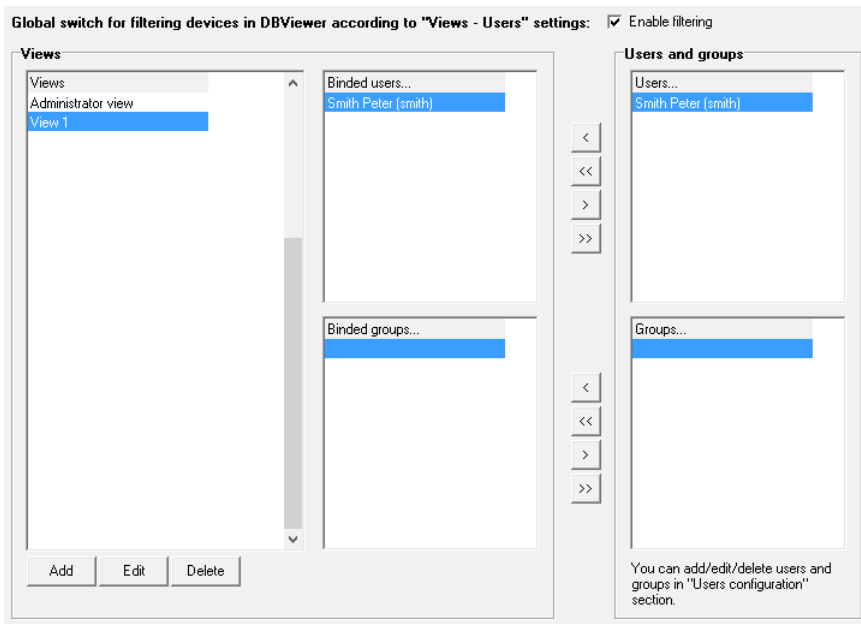 Global switch for filtering devices in DBViewer according to "Views - Users" settings: Enable filtering
Views
Views
Administrator view
View 1
Binded users...
Smith Peter (smith)
Binded groups...
<
<<
>
>>
<
<<
>
>>
Users and groups
Users...
Smith Peter (smith)
Groups...
You can add/edit/delete users and
groups in "Users configuration"
section.
Add Edit Delete